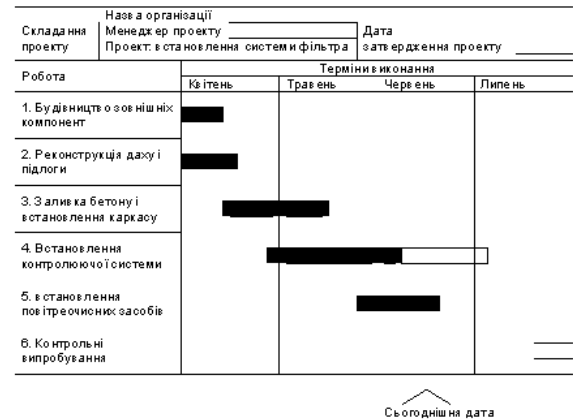 Назва організації
Складання проекту
Менеджер проекту
Проект: встановлення системи фільтра
Дата затвердження проекту
Робота
Терміни виконання
Квітень Травень Червень Липень
1. Будівництво зовнішніх
компонент
2. Реконструкція даху і
підлоги
3. Заливка бетону і
встановлення каркасу
4. Встановлення
контролюючої системи
5. встановлення
повітреочисних засобів
6. Контрольні
випробування
Сьогоднішна дата